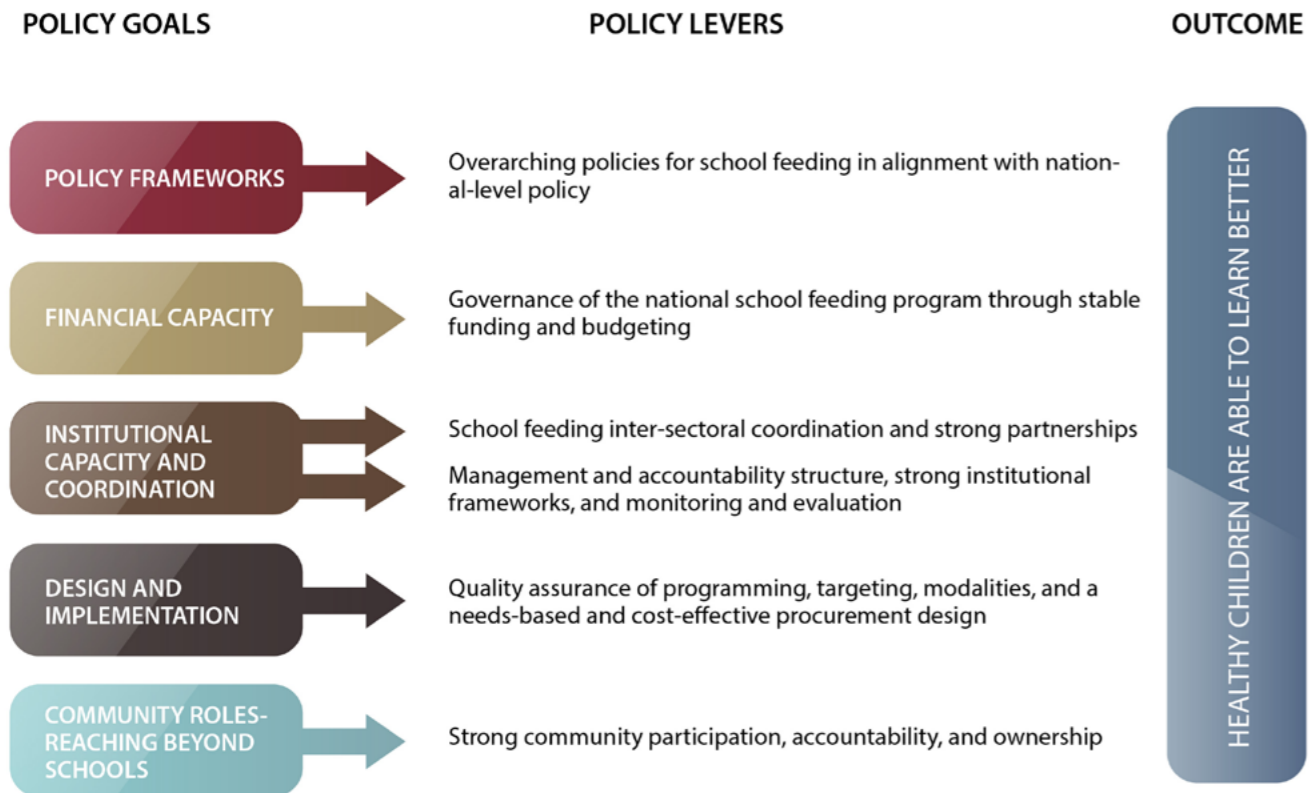 POLICY GOALS
POLICY LEVERS
OUTCOME
POLICY FRAMEWORKS
Overarching policies for school feeding in alignment with nation-
al-level policy
FINANCIAL CAPACITY
Governance of the national school feeding program through stable
funding and budgeting
INSTITUTIONAL
CAPACITY AND
COORDINATION
School feeding inter-sectoral coordination and strong partnerships
Management and accountability structure, strong institutional
frameworks, and monitoring and evaluation
DESIGN AND
IMPLEMENTATION
Quality assurance of programming, targeting, modalities, and a
needs-based and cost-effective procurement design
COMMUNITY ROLES-
REACHING BEYOND
SCHOOLS
Strong community participation, accountability, and ownership
HEALTHY CHILDREN ARE ABLE TO LEARN BETTER